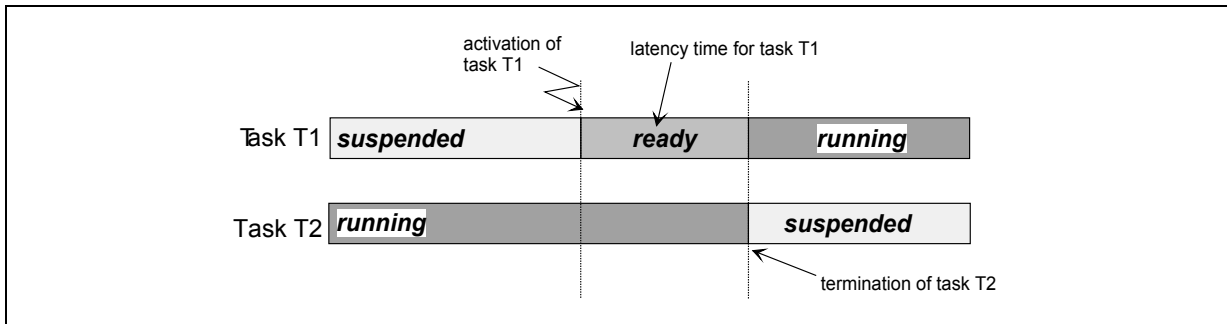 activation of
task T1
latency time for task T1
Task T1
suspended
ready
running
Task T2
running
suspended
termination of task T2